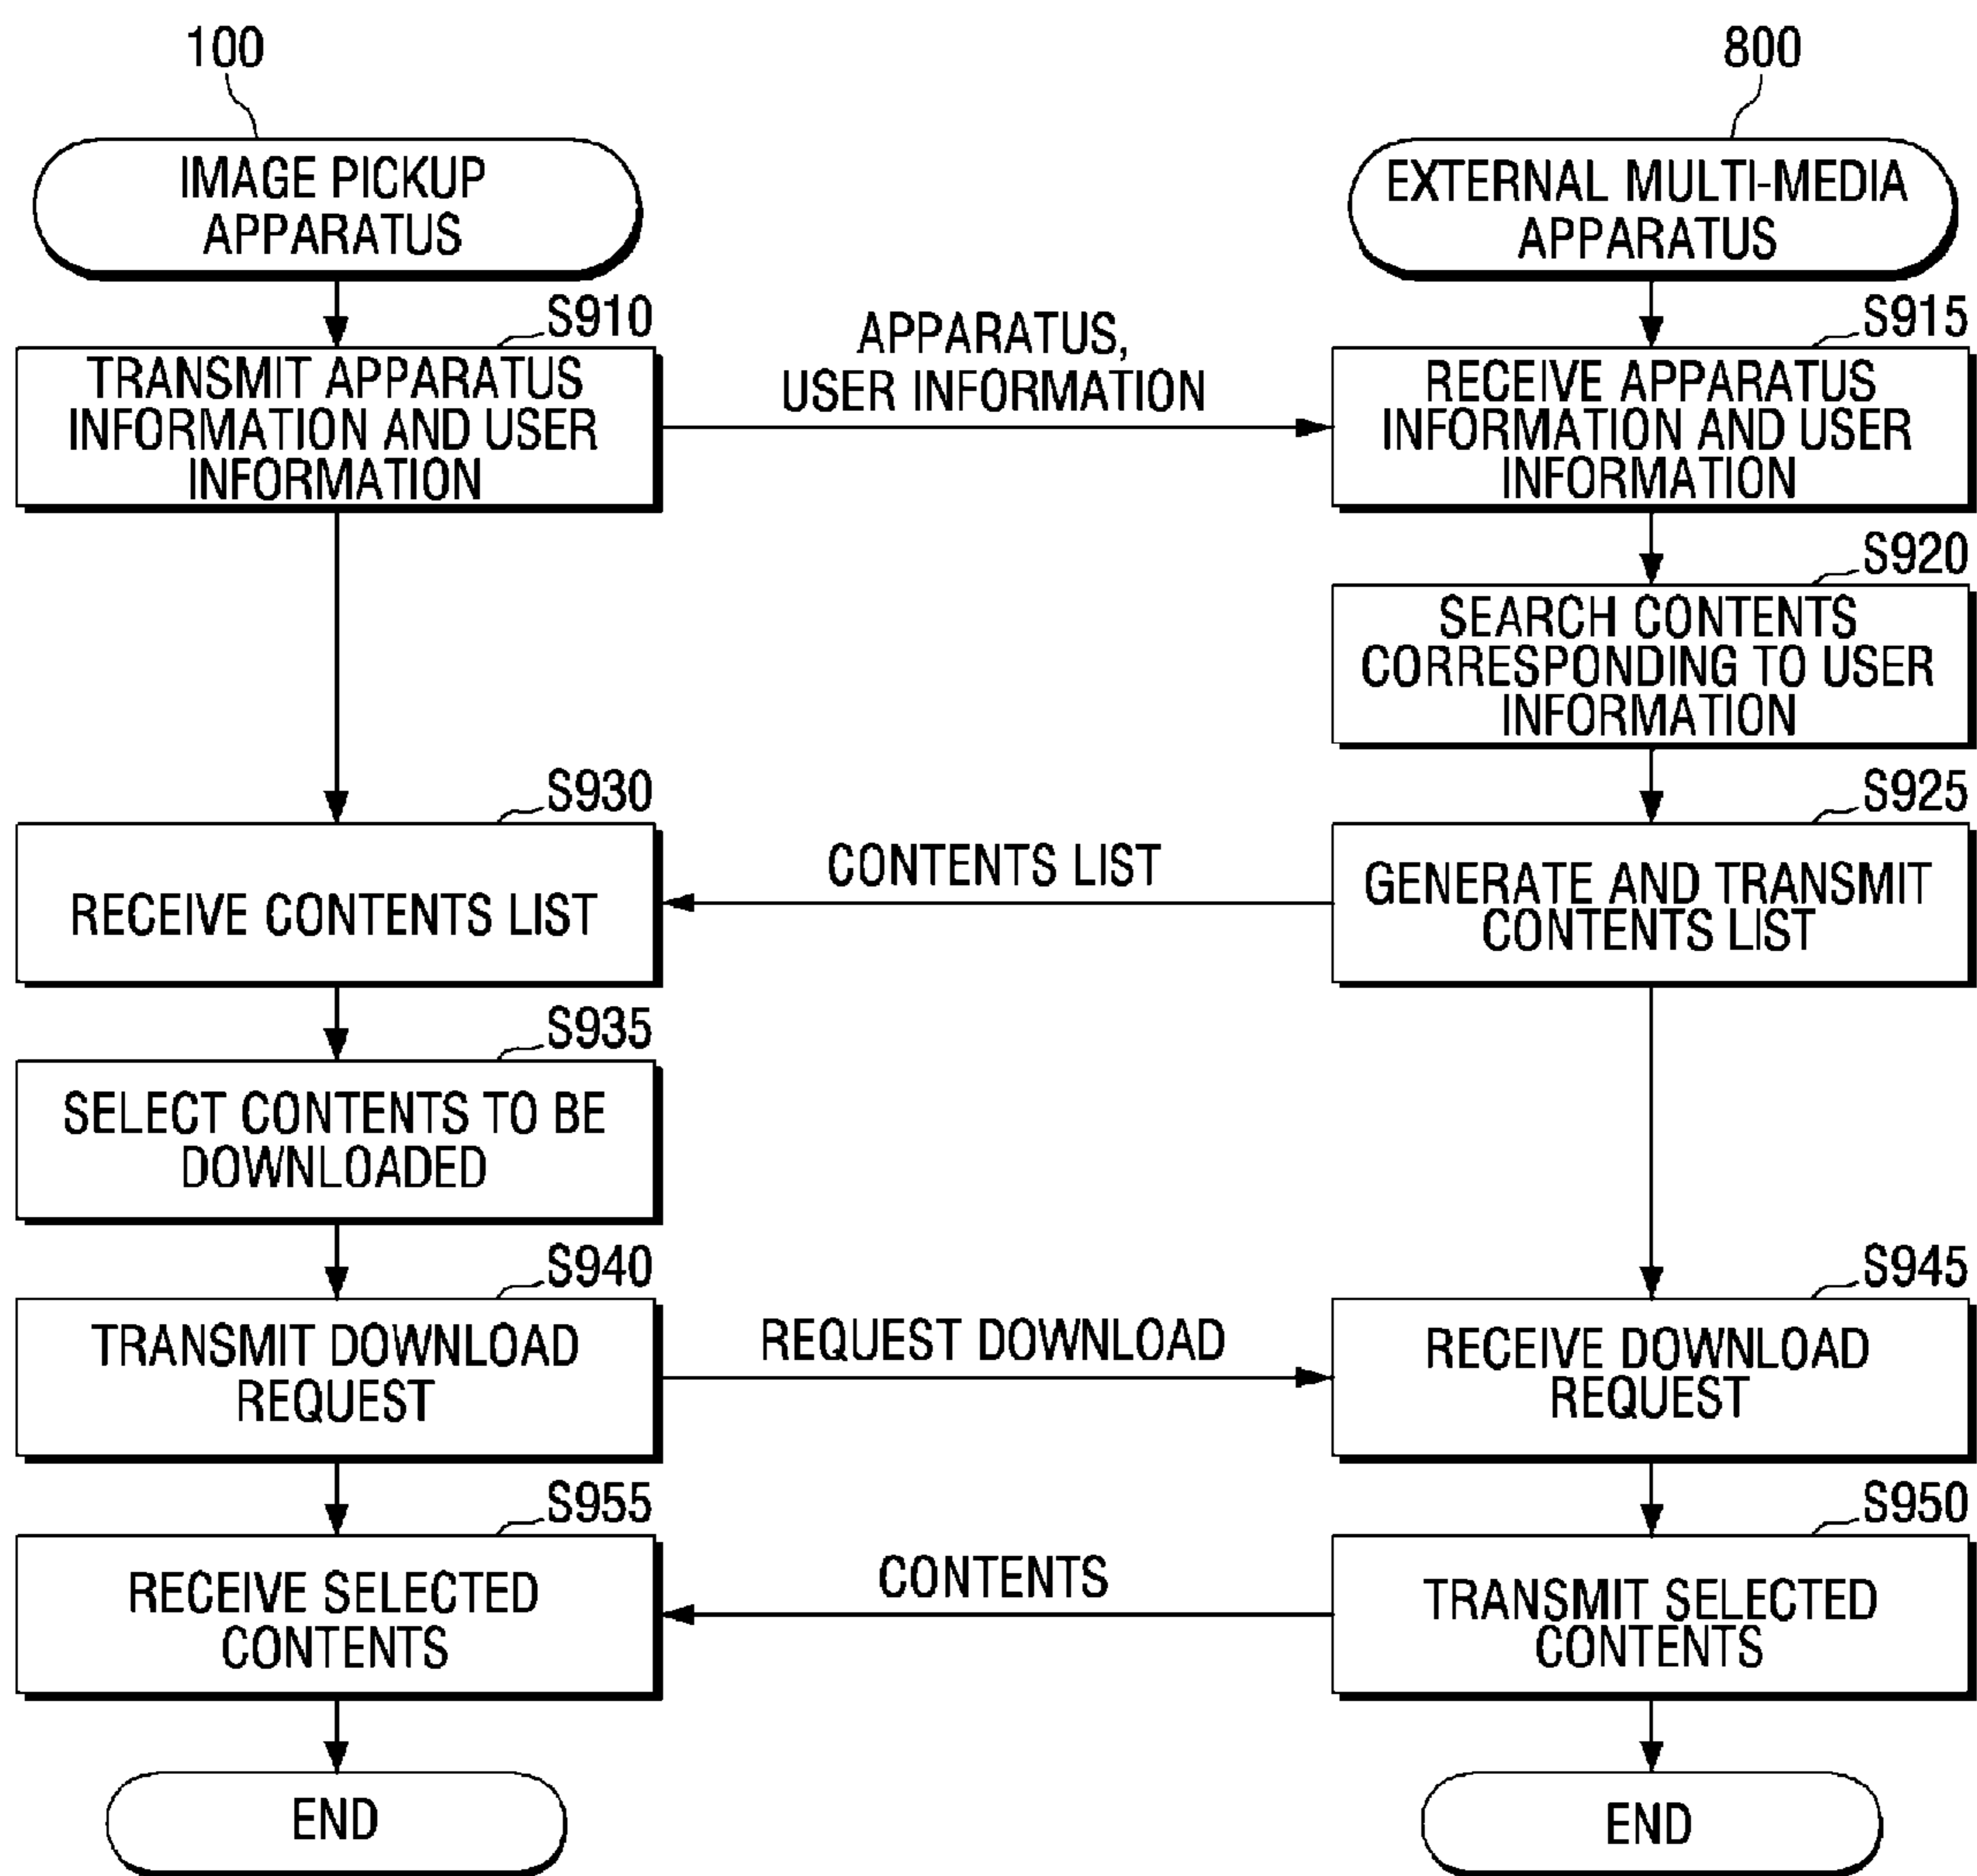 100
800
IMAGE PICKUP
APPARATUS
EXTERNAL MULTI-MEDIA
APPARATUS
S910
TRANSMIT APPARATUS
INFORMATION AND USER
INFORMATION
APPARATUS,
USER INFORMATION
S915
RECEIVE APPARATUS
INFORMATION AND USER
INFORMATION
S920
SEARCH CONTENTS
CORRESPONDING TO USER
INFORMATION
S930
RECEIVE CONTENTS LIST
CONTENTS LIST
S925
GENERATE AND TRANSMIT
CONTENTS LIST
S935
SELECT CONTENTS TO BE
DOWNLOADED
S940
TRANSMIT DOWNLOAD
REQUEST
REQUEST DOWNLOAD
S945
RECEIVE DOWNLOAD
REQUEST
S955
RECEIVE SELECTED
CONTENTS
CONTENTS
S950
TRANSMIT SELECTED
CONTENTS
END
END